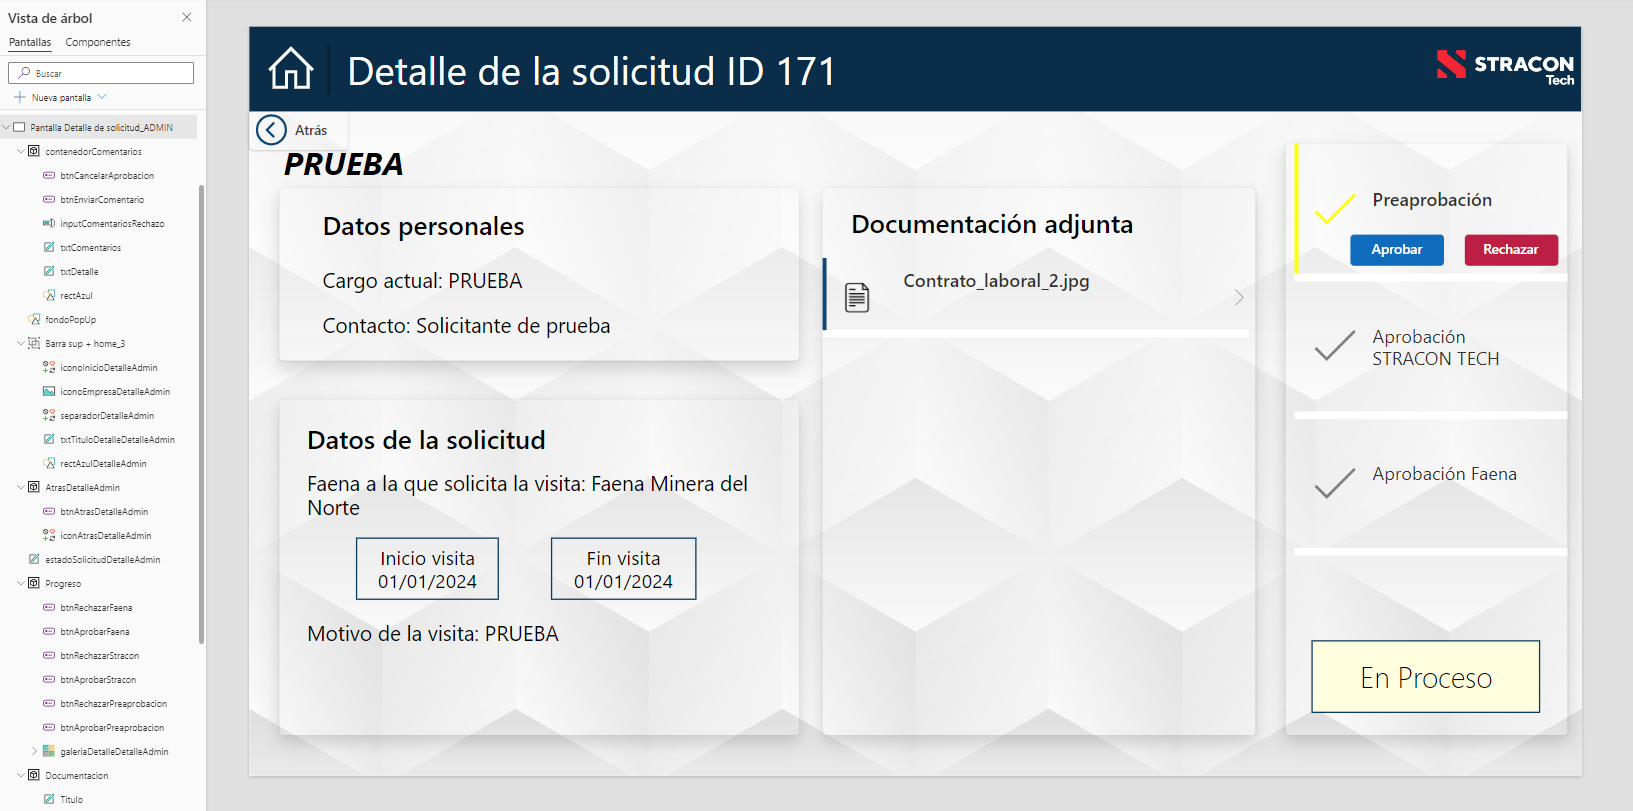 Vista de árbol
Pantallas
Componentes
Buscar
Nueva pantalla
Pantalla Detalle de solicitud_ADMIN
contenedorComentarios
btnCancelarAprobacion
btnEnviarComentario
inputComentariosRechazo
txtComentarios
txtDetalle
rectAzul
fondoPopUp
Barra sup + home_3
iconoInicioDetalleAdmin
iconoEmpresaDetalleAdmin
separadorDetalleAdmin
txtTituloDetalleDetalleAdmin
rectAzulDetalleAdmin
AtrasDetalleAdmin
btnAtrasDetalleAdmin
iconAtrasDetalleAdmin
estadoSolicitudDetalleAdmin
Progreso
btnRechazarFaena
btnAprobarFaena
btnRechazarStracon
btnAprobarStracon
btnRechazarPreaprobacion
btnAprobarPreaprobacion
galeriaDetalleDetalleAdmin
Documentacion
Titulo
Detalle de la solicitud ID 171
STRACON
Tech
Atrás
PRUEBA
Datos personales
Cargo actual: PRUEBA
Contacto: Solicitante de prueba
Datos de la solicitud
Faena a la que solicita la visita: Faena Minera del
Norte
Inicio visita
01/01/2024
Fin visita
01/01/2024
Motivo de la visita: PRUEBA
Documentación adjunta
Contrato_laboral_2.jpg
Preaprobación
Aprobar
Rechazar
Aprobación
STRACON TECH
Aprobación Faena
En Proceso